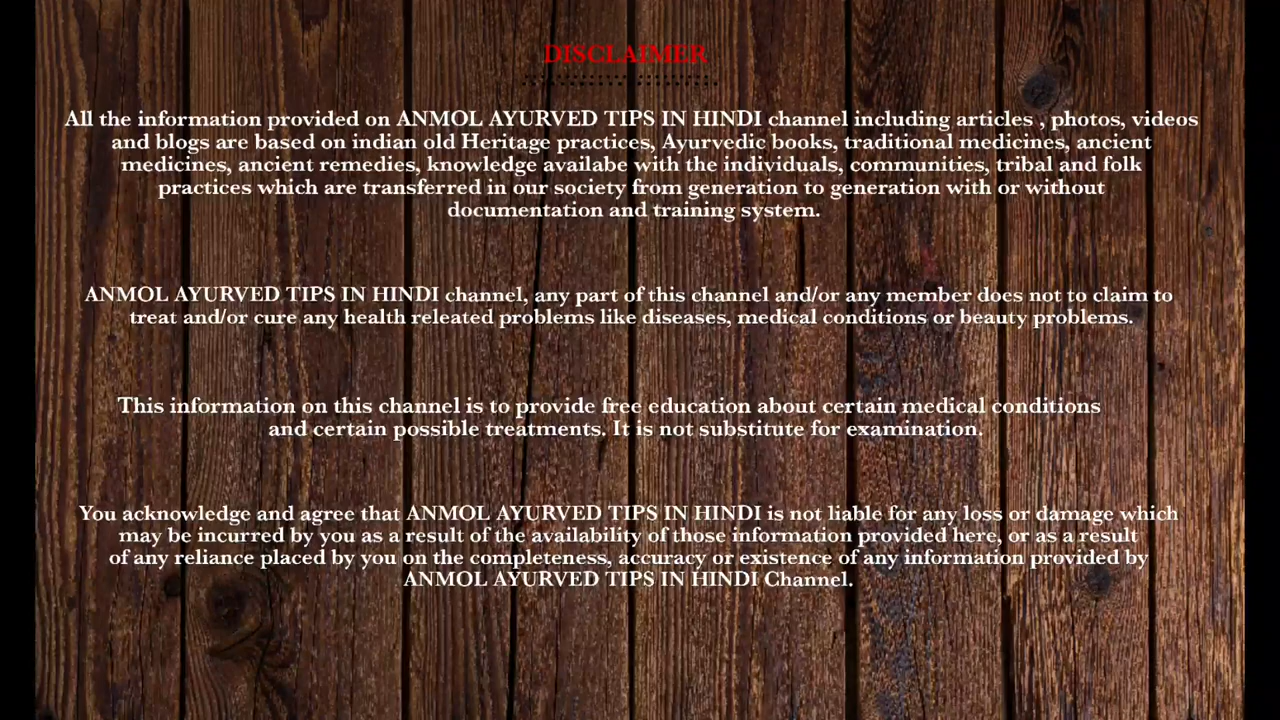 DISCLAIMER
All the information provided on ANMOL AYURVED TIPS IN HINDI channel including articles , photos, videos
and blogs are based on indian old Heritage practices, Ayurvedic books, traditional medicines, ancient
medicines, ancient remedies, knowledge availabe with the individuals, communities, tribal and folk
practices which are transferred in our society from generation to generation with or without
documentation and training system.
ANMOL AYURVED TIPS IN HINDI channel, any part of this channel and/or any member does not to claim to
treat and/or cure any health releated problems like diseases, medical conditions or beauty problems.
This information on this channel is to provide free education about certain medical conditions
and certain possible treatments. It is not substitute for examination.
You acknowledge and agree that ANMOL AYURVED TIPS IN HINDI is not liable for any loss or damage which
may be incurred by you as a result of the availability of those information provided here, or as a result
of any reliance placed by you on the completeness, accuracy or existence of any information provided by
ANMOL AYURVED TIPS IN HINDI Channel.